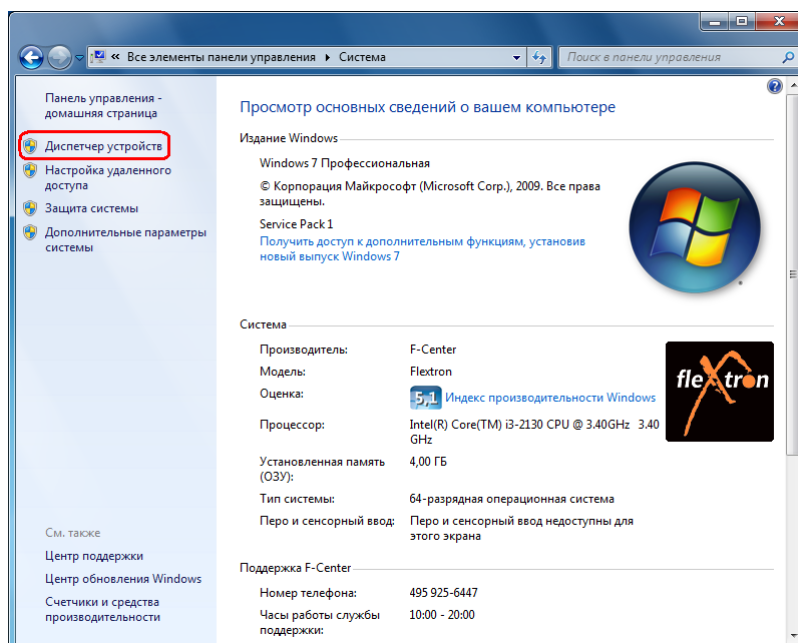 « Все элементы панели управления ▸ Система
Поиск в панели управления
Панель управления -
домашняя страница
Диспетчер устройств
Настройка удаленного
доступа
Защита системы
Дополнительные параметры
системы
См. также
Центр поддержки
Центр обновления Windows
Счетчики и средства
производительности
Просмотр основных сведений о вашем компьютере
Издание Windows
Windows 7 Профессиональная
© Корпорация Майкрософт (Microsoft Corp.), 2009. Все права
защищены.
Service Pack 1
Получить доступ к дополнительным функциям, установив
новый выпуск Windows 7
Система
Производитель: F-Center
Модель: Flextron
Оценка: 5,1 Индекс производительности Windows
Процессор: Intel(R) Core(TM) i3-2130 CPU @ 3.40GHz 3.40
GHz
Установленная память 4,00 ГБ
(ОЗУ):
Тип системы: 64-разрядная операционная система
Перо и сенсорный ввод: Перо и сенсорный ввод недоступны для
этого экрана
fleXtron
Поддержка F-Center
Номер телефона: 495 925-6447
Часы работы службы 10:00 - 20:00
поддержки: